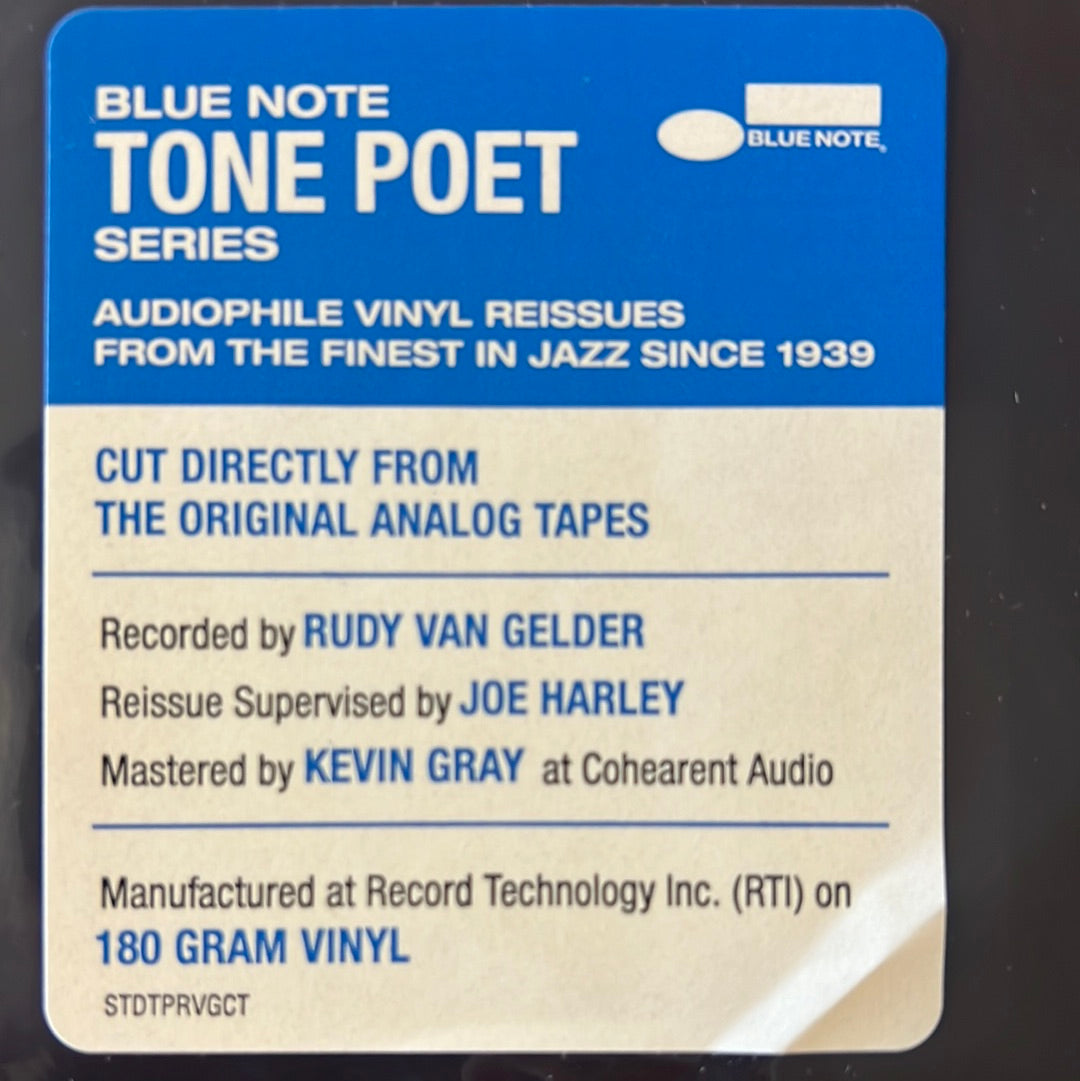 BLUE NOTE
TONE POET
SERIES
BLUE NOTE®
AUDIOPHILE VINYL REISSUES
FROM THE FINEST IN JAZZ SINCE 1939
CUT DIRECTLY FROM
THE ORIGINAL ANALOG TAPES
Recorded by RUDY VAN GELDER
Reissue Supervised by JOE HARLEY
Mastered by KEVIN GRAY at Cohearent Audio
Manufactured at Record Technology Inc. (RTI) on
180 GRAM VINYL
STDTPRVGCT